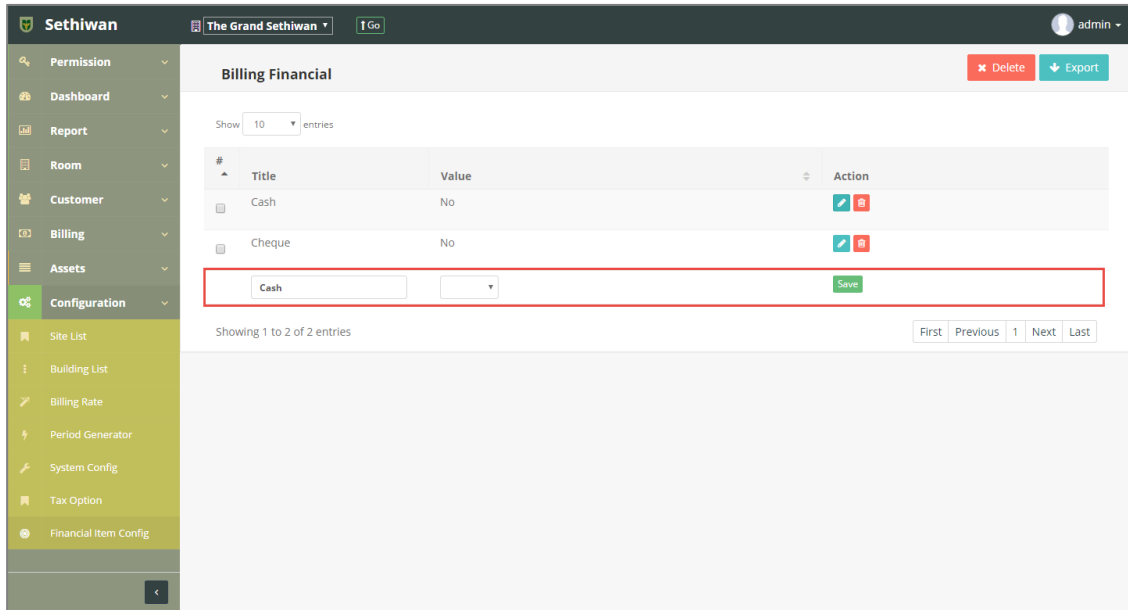 Sethiwan
The Grand Sethiwan
Go
admin
Permission
Dashboard
Report
Room
Customer
Billing
Assets
Configuration
Site List
Building List
Billing Rate
Period Generator
System Config
Tax Option
Financial Item Config
Billing Financial
Delete
Export
Show 10 entries
# Title Value Action
Cash No
Cheque No
Cash Save
Showing 1 to 2 of 2 entries
First Previous 1 Next Last